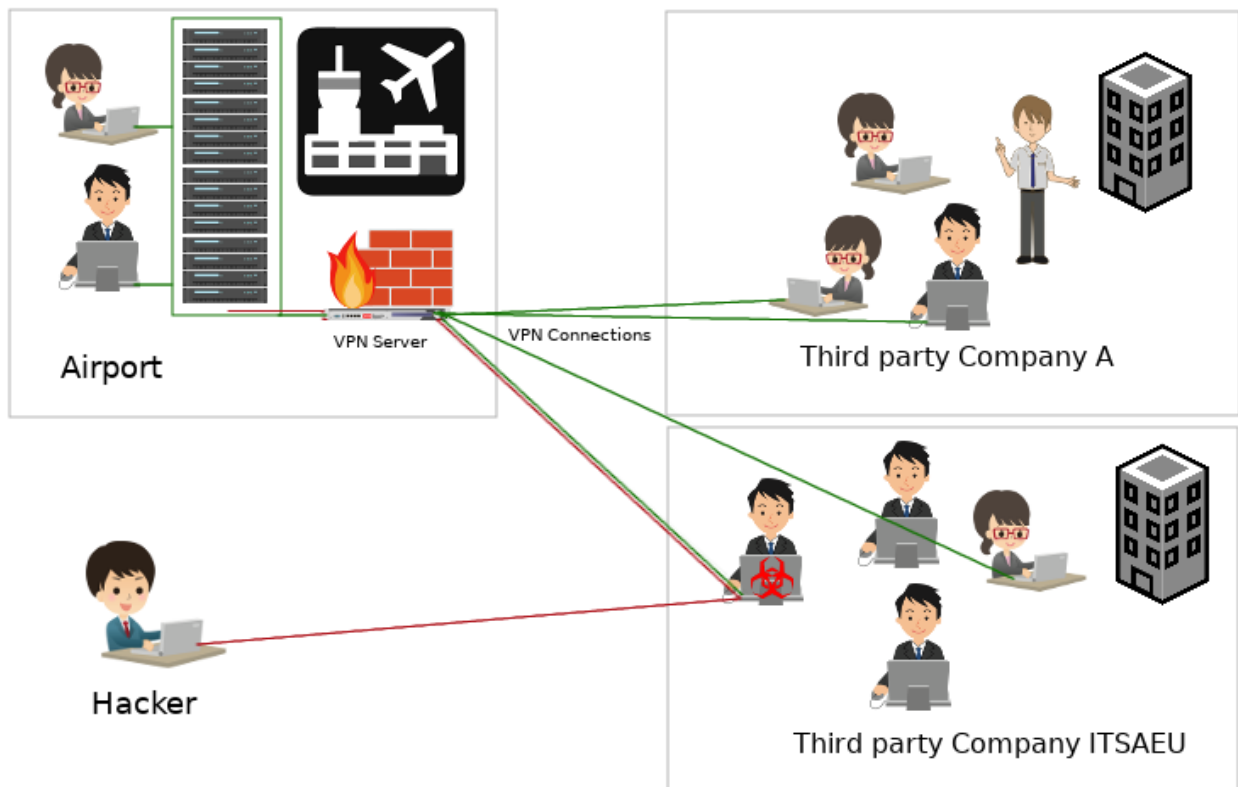 VPN Server
VPN Connections
Airport
Third party Company A
Hacker
Third party Company ITSAEU